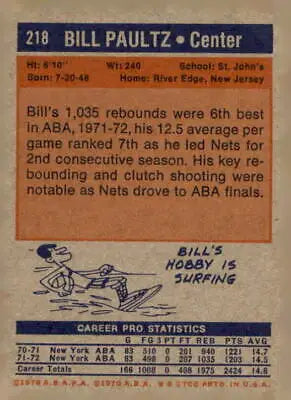 218 BILL PAULTZ • Center
Ht: 6'10" Wt: 240 School: St. John's
Born: 7-30-48 Home: River Edge, New Jersey
Bill's 1,035 rebounds were 6th best
in ABA, 1971-72, his 12.5 average per
game ranked 7th as he led Nets for
2nd consecutive season. His key re-
bounding and clutch shooting were
notable as Nets drove to ABA finals.
BILL'S
HOBBY IS
SURFING
CAREER PRO STATISTICS
G FG 3 FT REB PTS AVG
PT
70-71 New York ABA 83 510 0 201 940 1221 14.7
71-72 New York ABA 83 498 0 207 1035 1203 14.5
Career Totals 166 1008 0 408 1975 2424 14.6
A.B.A.P.A. A.B.A. T.C.G. PRTD. IN U.S.A.